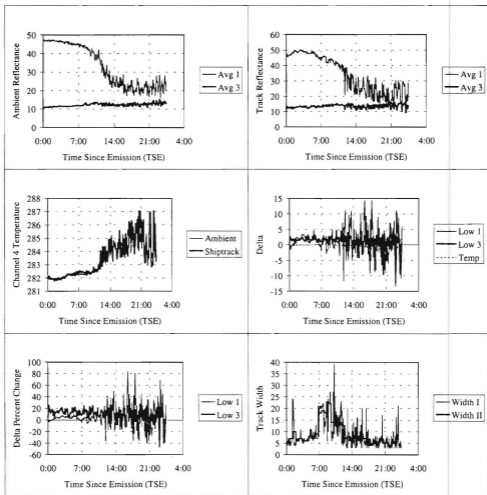 50
40
30
20
10
0
Ambient Reflectance
0:00 7:00 14:00 21:00 4:00
Time Since Emission (TSE)
Avg 1
Avg 3
60
50
40
30
20
10
0
Track Reflectance
0:00 7:00 14:00 21:00 4:00
Time Since Emission (TSE)
Avg 1
Avg 3
288
287
286
285
284
283
282
281
Channel 4 Temperature
0:00 7:00 14:00 21:00 4:00
Time Since Emission (TSE)
Ambient
Shiptrack
15
10
5
0
-5
-10
-15
Delta
0:00 7:00 14:00 21:00 4:00
Time Since Emission (TSE)
Low 1
Low 3
Temp
100
80
60
40
20
0
-20
-40
-60
Delta Percent Change
0:00 7:00 14:00 21:00 4:00
Time Since Emission (TSE)
Low 1
Low 3
40
35
30
25
20
15
10
5
0
Track Width
0:00 7:00 14:00 21:00 4:00
Time Since Emission (TSE)
Width I
Width II